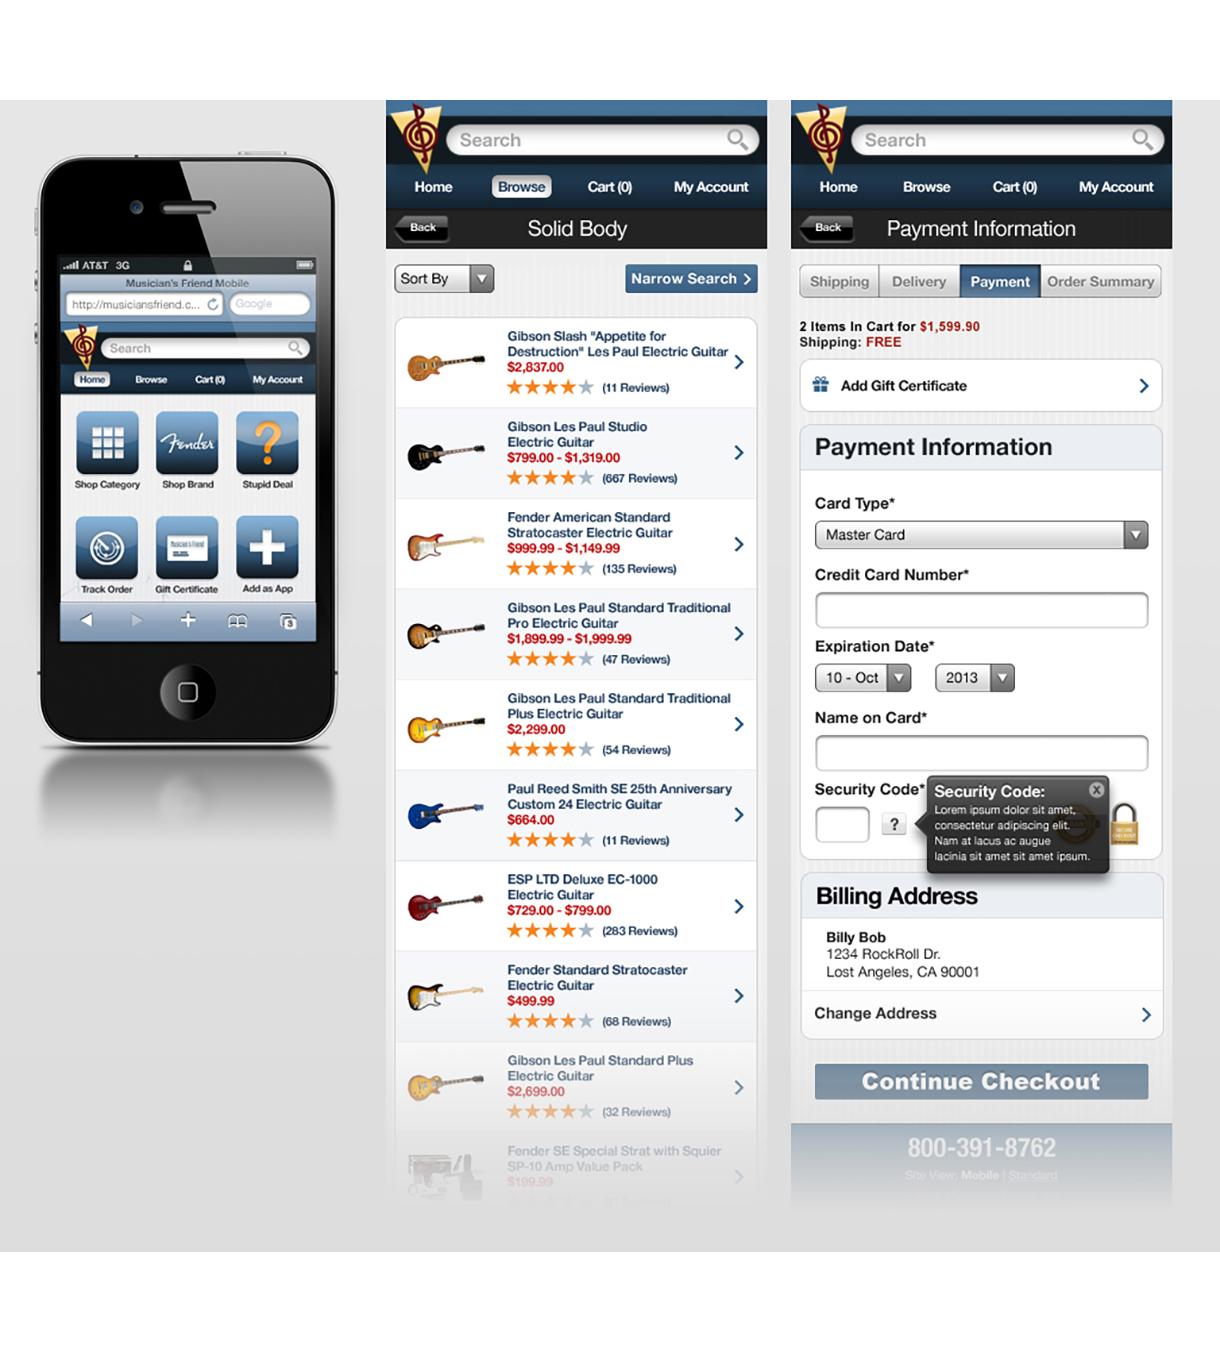 AT&T 3G
Musician's Friend Mobile
http://musiciansfriend.c...
Google
Search
Home
Browse
Cart (0)
My Account
Fender
?
Shop Category
Shop Brand
Stupid Deal
Musician's Friend
Track Order
Gift Certificate
Add as App
Search
Home
Browse
Cart (0)
My Account
Back
Solid Body
Sort By
Narrow Search
Gibson Slash "Appetite for
Destruction" Les Paul Electric Guitar
$2,837.00
(11 Reviews)
Gibson Les Paul Studio
Electric Guitar
$799.00 - $1,319.00
(667 Reviews)
Fender American Standard
Stratocaster Electric Guitar
$999.99 - $1,149.99
(135 Reviews)
Gibson Les Paul Standard Traditional
Pro Electric Guitar
$1,899.99 - $1,999.99
(47 Reviews)
Gibson Les Paul Standard Traditional
Plus Electric Guitar
$2,299.00
(54 Reviews)
Paul Reed Smith SE 25th Anniversary
Custom 24 Electric Guitar
$664.00
(11 Reviews)
ESP LTD Deluxe EC-1000
Electric Guitar
$729.00 - $799.00
(283 Reviews)
Fender Standard Stratocaster
Electric Guitar
$499.99
(68 Reviews)
Gibson Les Paul Standard Plus
Electric Guitar
$2,699.00
(32 Reviews)
Fender SE Special Strat with Squier
SP-10 Amp Value Pack
$199.99
Search
Home
Browse
Cart (0)
My Account
Back
Payment Information
Shipping
Delivery
Payment
Order Summary
2 Items In Cart for $1,599.90
Shipping: FREE
Add Gift Certificate
Payment Information
Card Type*
Master Card
Credit Card Number*
Expiration Date*
10 - Oct
2013
Name on Card*
Security Code*
?
Security Code:
Lorem ipsum dolor sit amet,
consectetur adipiscing elit.
Nam at lacus ac augue
lacinia sit amet sit amet ipsum.
SECURE
CHECKOUT
Billing Address
Billy Bob
1234 RockRoll Dr.
Lost Angeles, CA 90001
Change Address
Continue Checkout
800-391-8762
Site View: Mobile | Standard